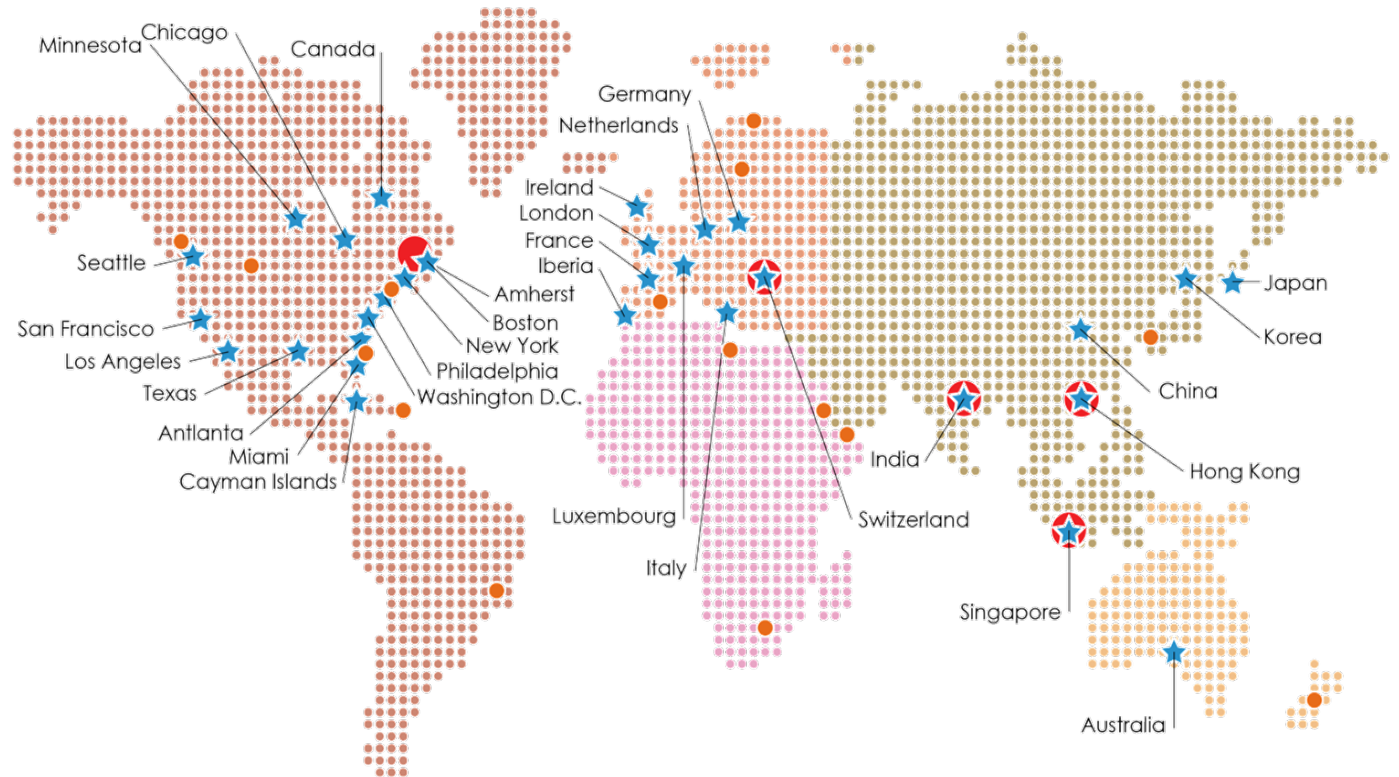 Chicago
Minnesota
Canada
Germany
Netherlands
Ireland
London
France
Iberia
Seattle
Japan
Amherst
San Francisco
Boston
Korea
New York
Los Angeles
Philadelphia
Texas
China
Washington D.C.
Antlanta
Miami
India
Hong Kong
Cayman Islands
Luxembourg
Switzerland
Italy
Singapore
Australia